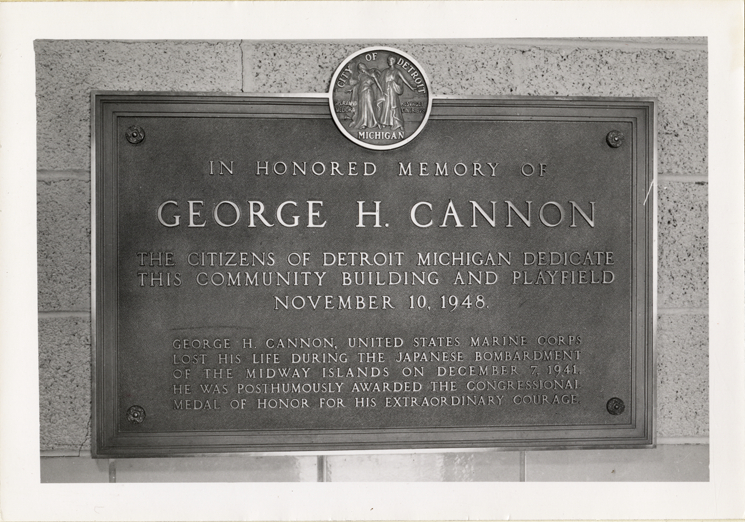 CITY OF DETROIT
MICHIGAN
IN HONORED MEMORY OF
GEORGE H. CANNON
THE CITIZENS OF DETROIT MICHIGAN DEDICATE
THIS COMMUNITY BUILDING AND PLAYFIELD
NOVEMBER 10, 1948.
GEORGE H. CANNON, UNITED STATES MARINE CORPS
LOST HIS LIFE DURING THE JAPANESE BOMBARDMENT
OF THE MIDWAY ISLANDS ON DECEMBER 7, 1941.
HE WAS POSTHUMOUSLY AWARDED THE CONGRESSIONAL
MEDAL OF HONOR FOR HIS EXTRAORDINARY COURAGE.